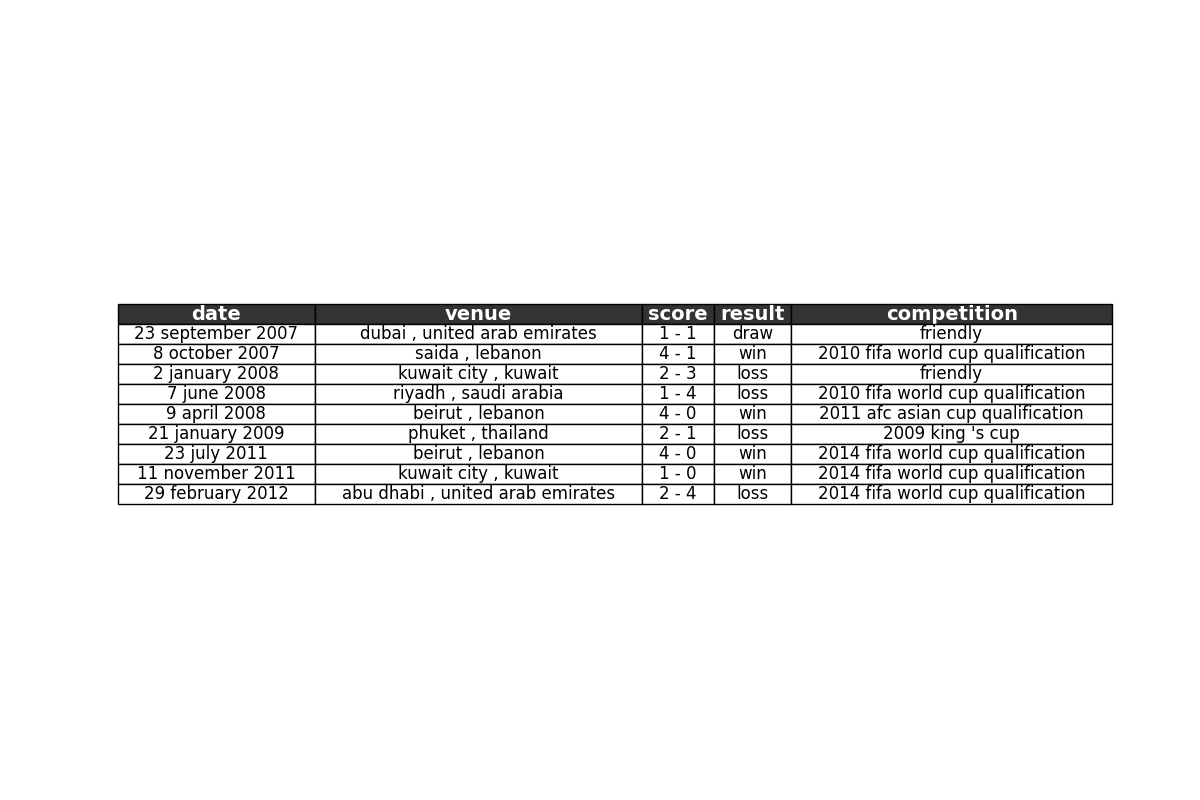 date venue score result competition
23 september 2007 dubai , united arab emirates 1 - 1 draw friendly
8 october 2007 saida , lebanon 4 - 1 win 2010 fifa world cup qualification
2 january 2008 kuwait city , kuwait 2 - 3 loss friendly
7 june 2008 riyadh , saudi arabia 1 - 4 loss 2010 fifa world cup qualification
9 april 2008 beirut , lebanon 4 - 0 win 2011 afc asian cup qualification
21 january 2009 phuket , thailand 2 - 1 loss 2009 king 's cup
23 july 2011 beirut , lebanon 4 - 0 win 2014 fifa world cup qualification
11 november 2011 kuwait city , kuwait 1 - 0 win 2014 fifa world cup qualification
29 february 2012 abu dhabi , united arab emirates 2 - 4 loss 2014 fifa world cup qualification